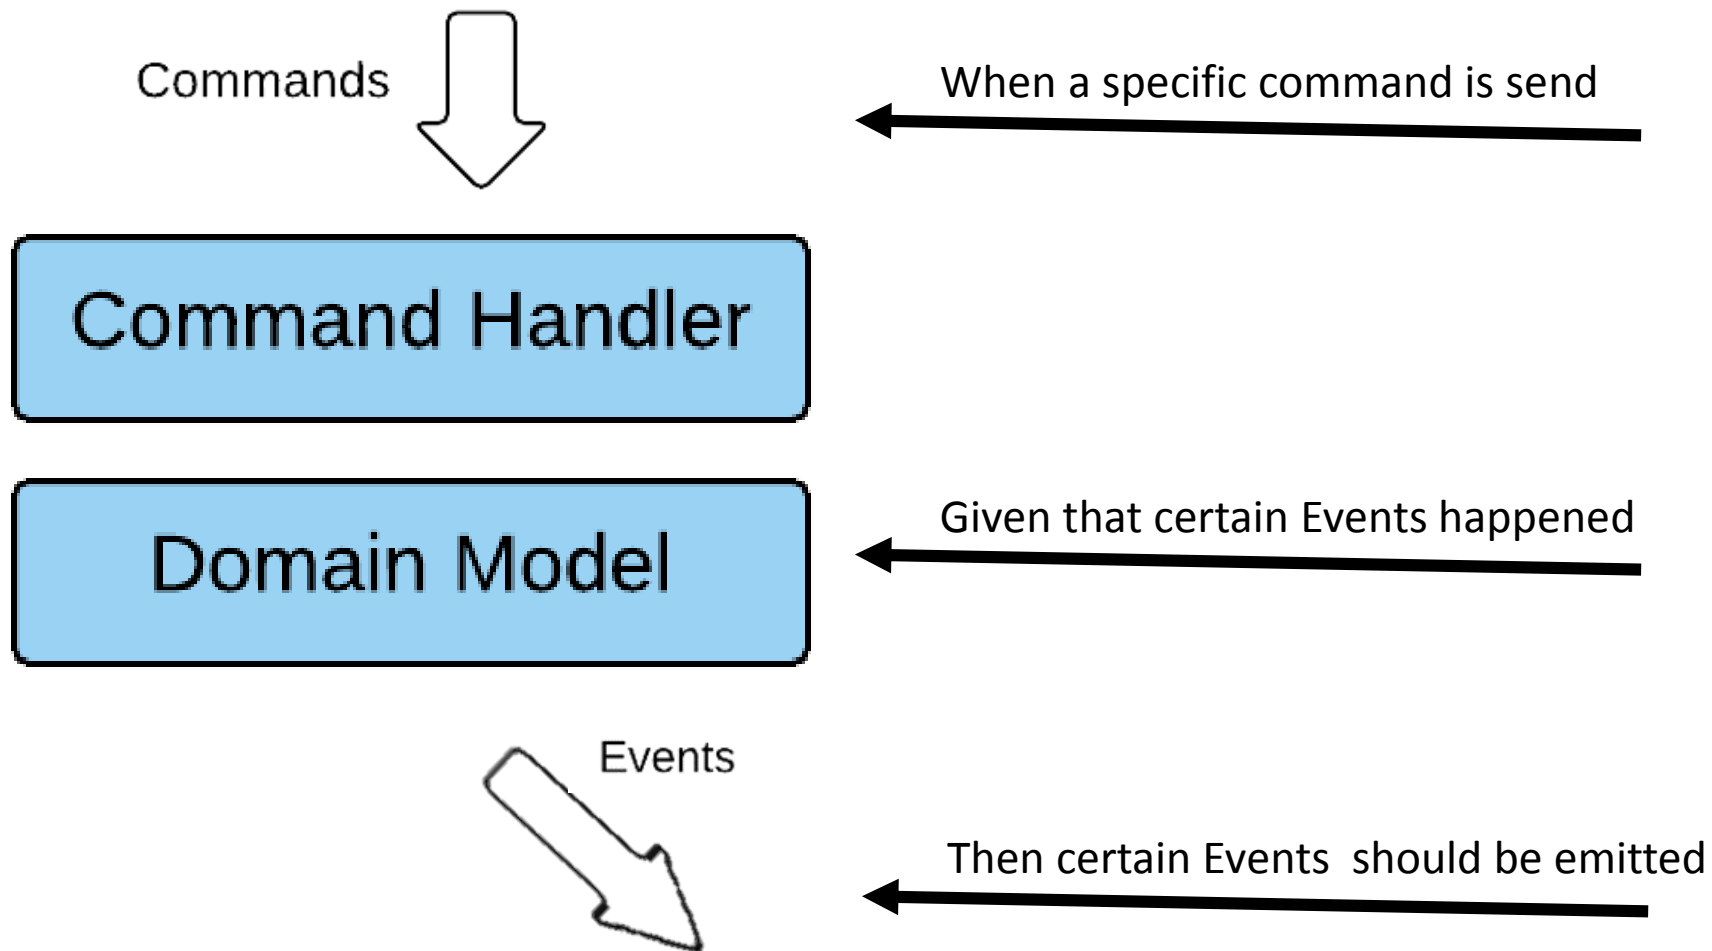 Commands
When a specific command is send
Command Handler
Given that certain Events happened
Domain Model
Events
Then certain Events  should be emitted